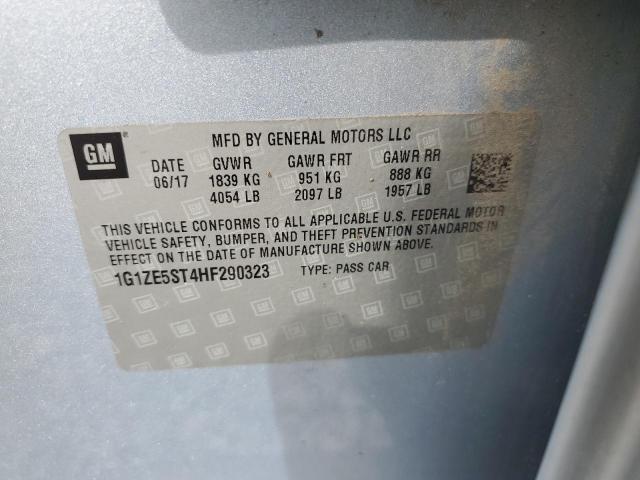 GM
MFD BY GENERAL MOTORS LLC
DATE GVWR GAWR FRT GAWR RR
06/17 1839 KG 951 KG 888 KG
4054 LB 2097 LB 1957 LB
THIS VEHICLE CONFORMS TO ALL APPLICABLE U.S. FEDERAL MOTOR
VEHICLE SAFETY, BUMPER, AND THEFT PREVENTION STANDARDS IN
EFFECT ON THE DATE OF MANUFACTURE SHOWN ABOVE.
1G1ZE5ST4HF290323 TYPE: PASS CAR